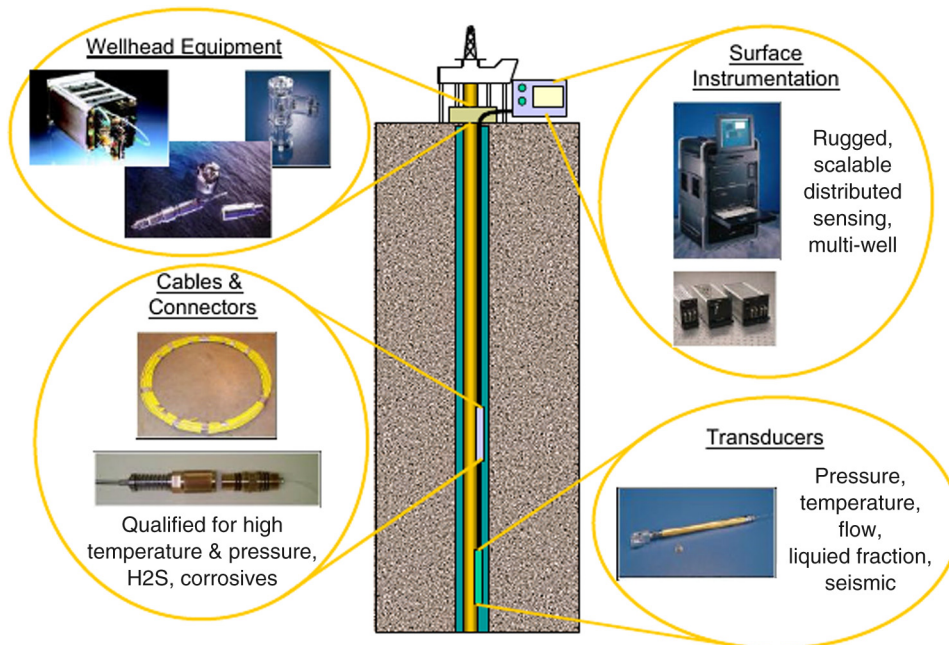 Wellhead Equipment
Surface
Instrumentation
Rugged,
scalable
distributed
sensing,
multi-well
Cables &
Connectors
Qualified for high
temperature & pressure,
H2S, corrosives
Transducers
Pressure,
temperature,
flow,
liquied fraction,
seismic